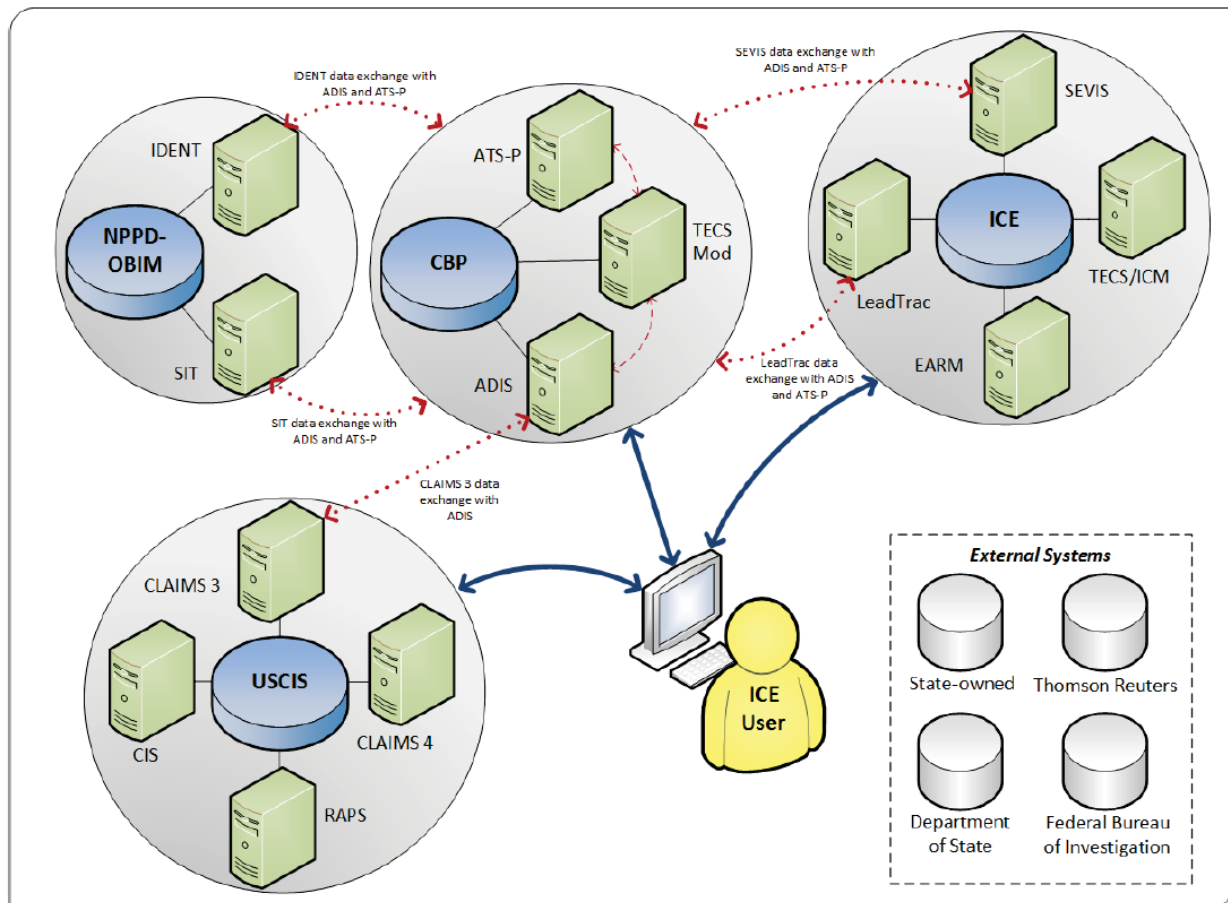 IDENT data exchange with
ADIS and ATS-P
SEVIS data exchange with
ADIS and ATS-P
IDENT
NPPD-
OBIM
SIT
ATS-P
CBP
TECS
Mod
ADIS
SEVIS
ICE
LeadTrac
TECS/ICM
EARM
SIT data exchange with
ADIS and ATS-P
LeadTrac data
exchange with ADIS
and ATS-P
CLAIMS 3 data
exchange with
ADIS
CLAIMS 3
USCIS
CIS
CLAIMS 4
RAPS
ICE
User
External Systems
State-owned
Thomson Reuters
Department
of State
Federal Bureau
of Investigation